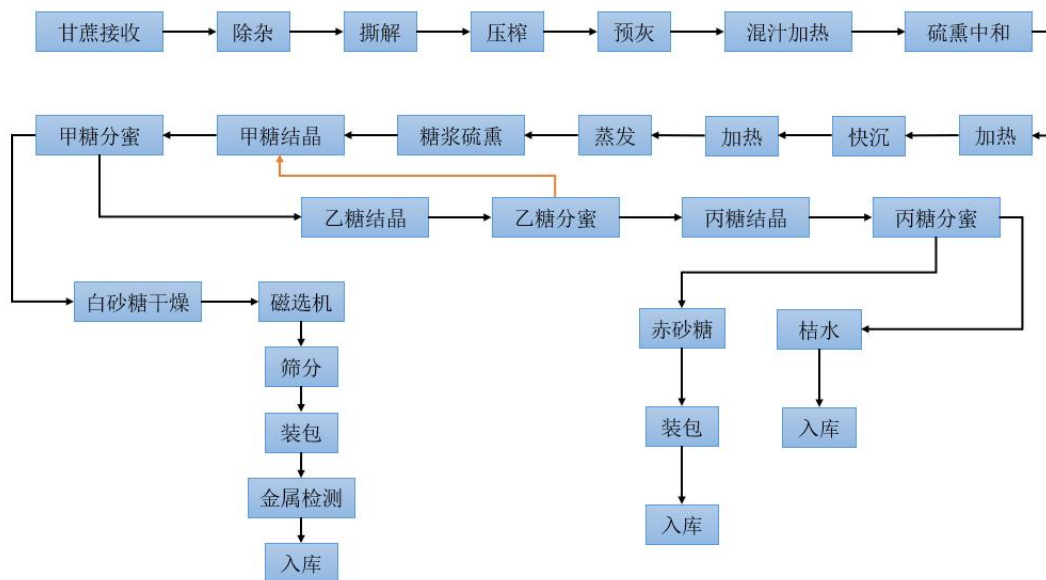 甘蔗接收
除杂
撕解
压榨
预灰
混汁加热
硫熏中和
甲糖分蜜
甲糖结晶
糖浆硫熏
蒸发
加热
快沉
加热
乙糖结晶
乙糖分蜜
丙糖结晶
丙糖分蜜
白砂糖干燥
磁选机
赤砂糖
桔水
筛分
装包
装包
入库
金属检测
入库
入库